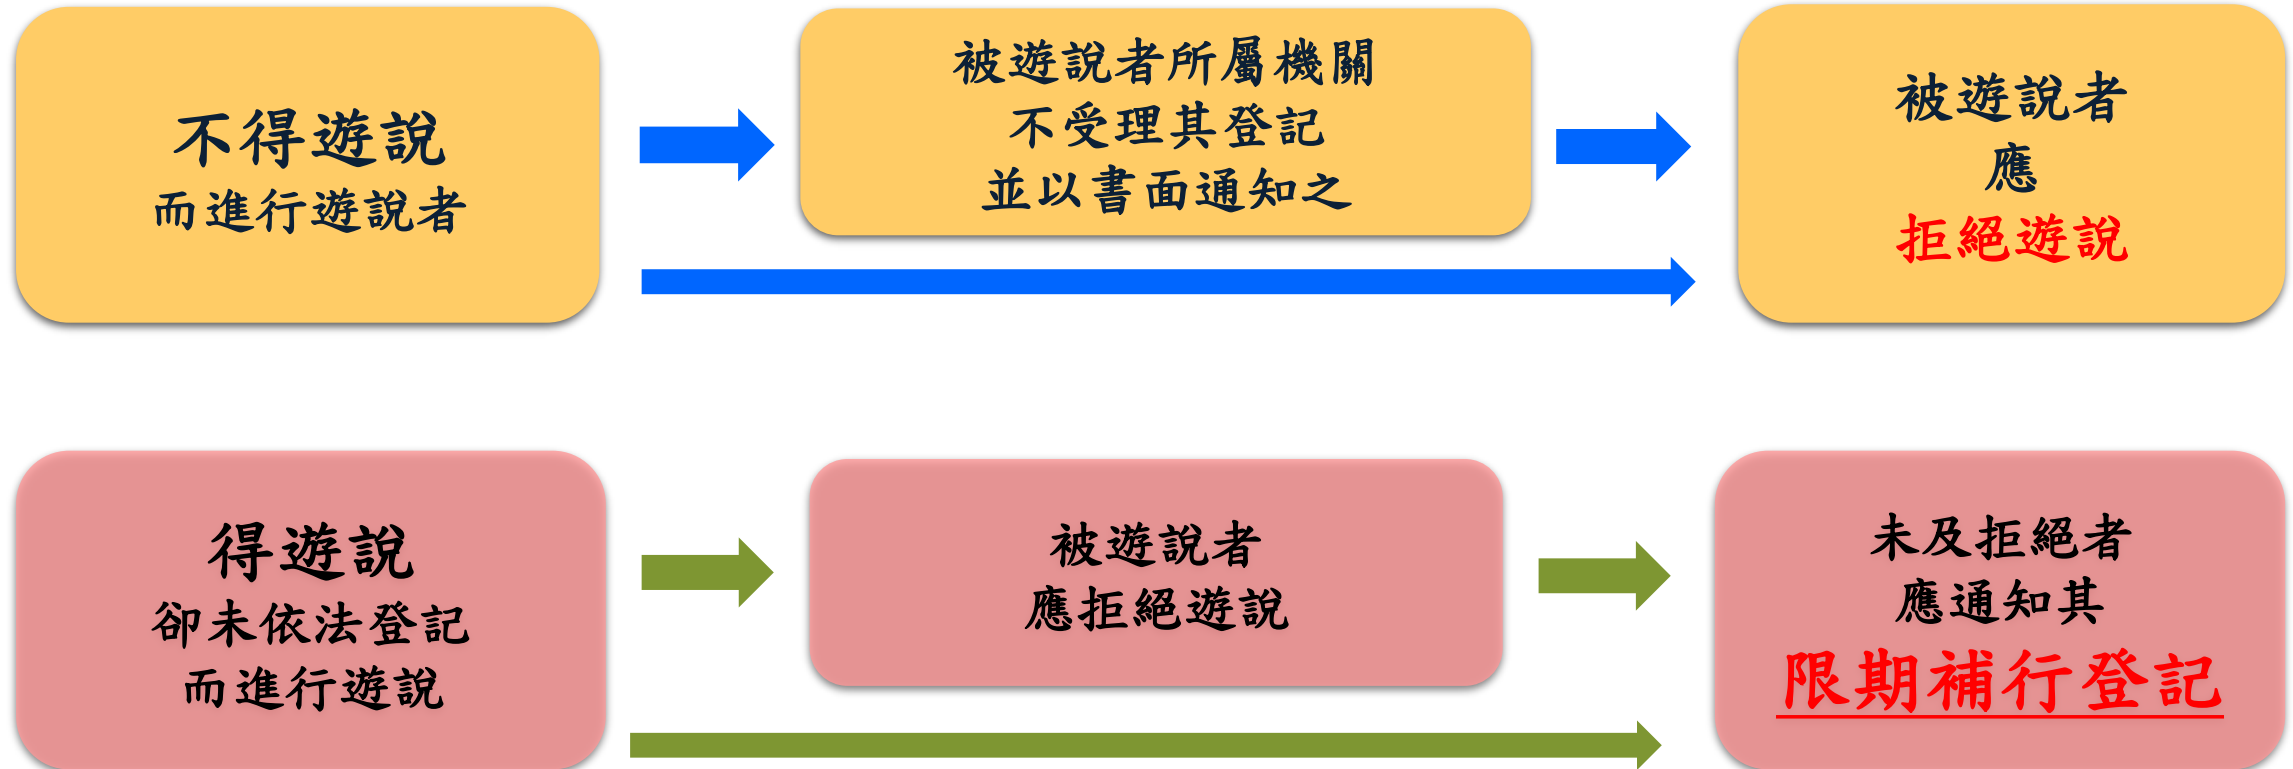 不得遊說
而進行遊說者
被遊說者所屬機關
不受理其登記
並以書面通知之
被遊說者
應
拒絕遊說
得遊說
卻未依法登記
而進行遊說
被遊說者
應拒絕遊說
未及拒絕者
應通知其
限期補行登記